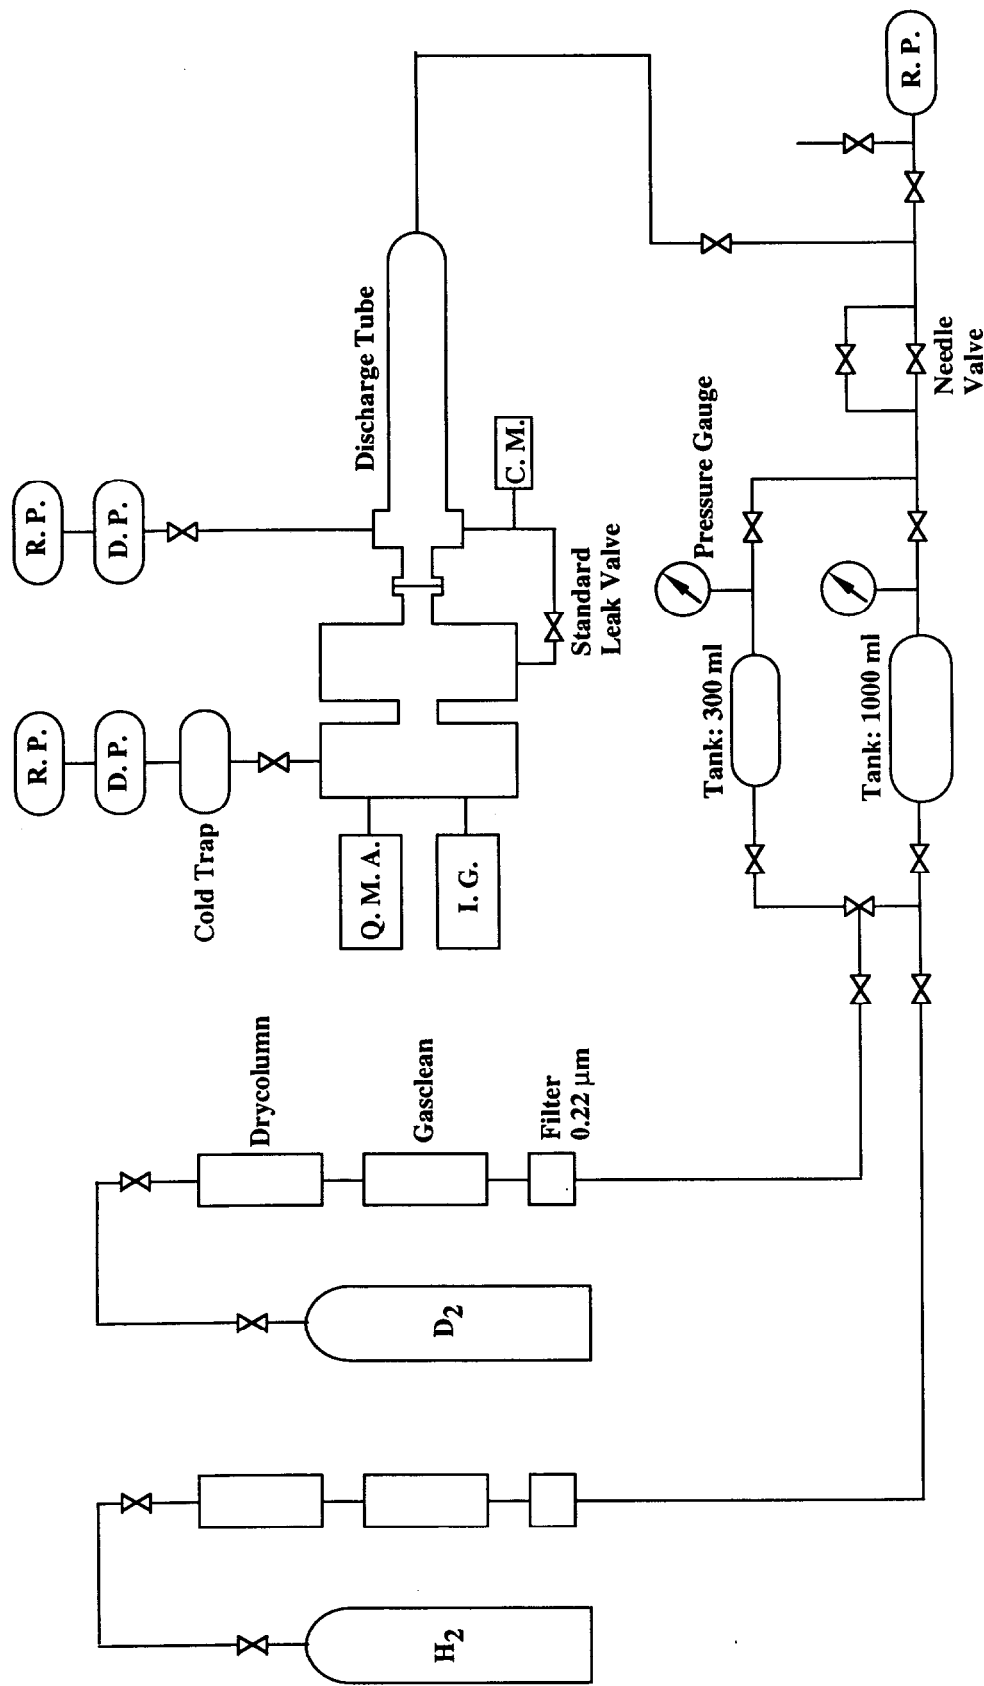 R. P.
D. P.
R. P.
D. P.
Cold Trap
Q. M. A.
I. G.
Discharge Tube
C. M.
Standard
Leak Valve
R. P.
Needle
Valve
Pressure Gauge
Tank: 300 ml
Tank: 1000 ml
Drycolumn
Gasclean
Filter
0.22 μm
D2
H2